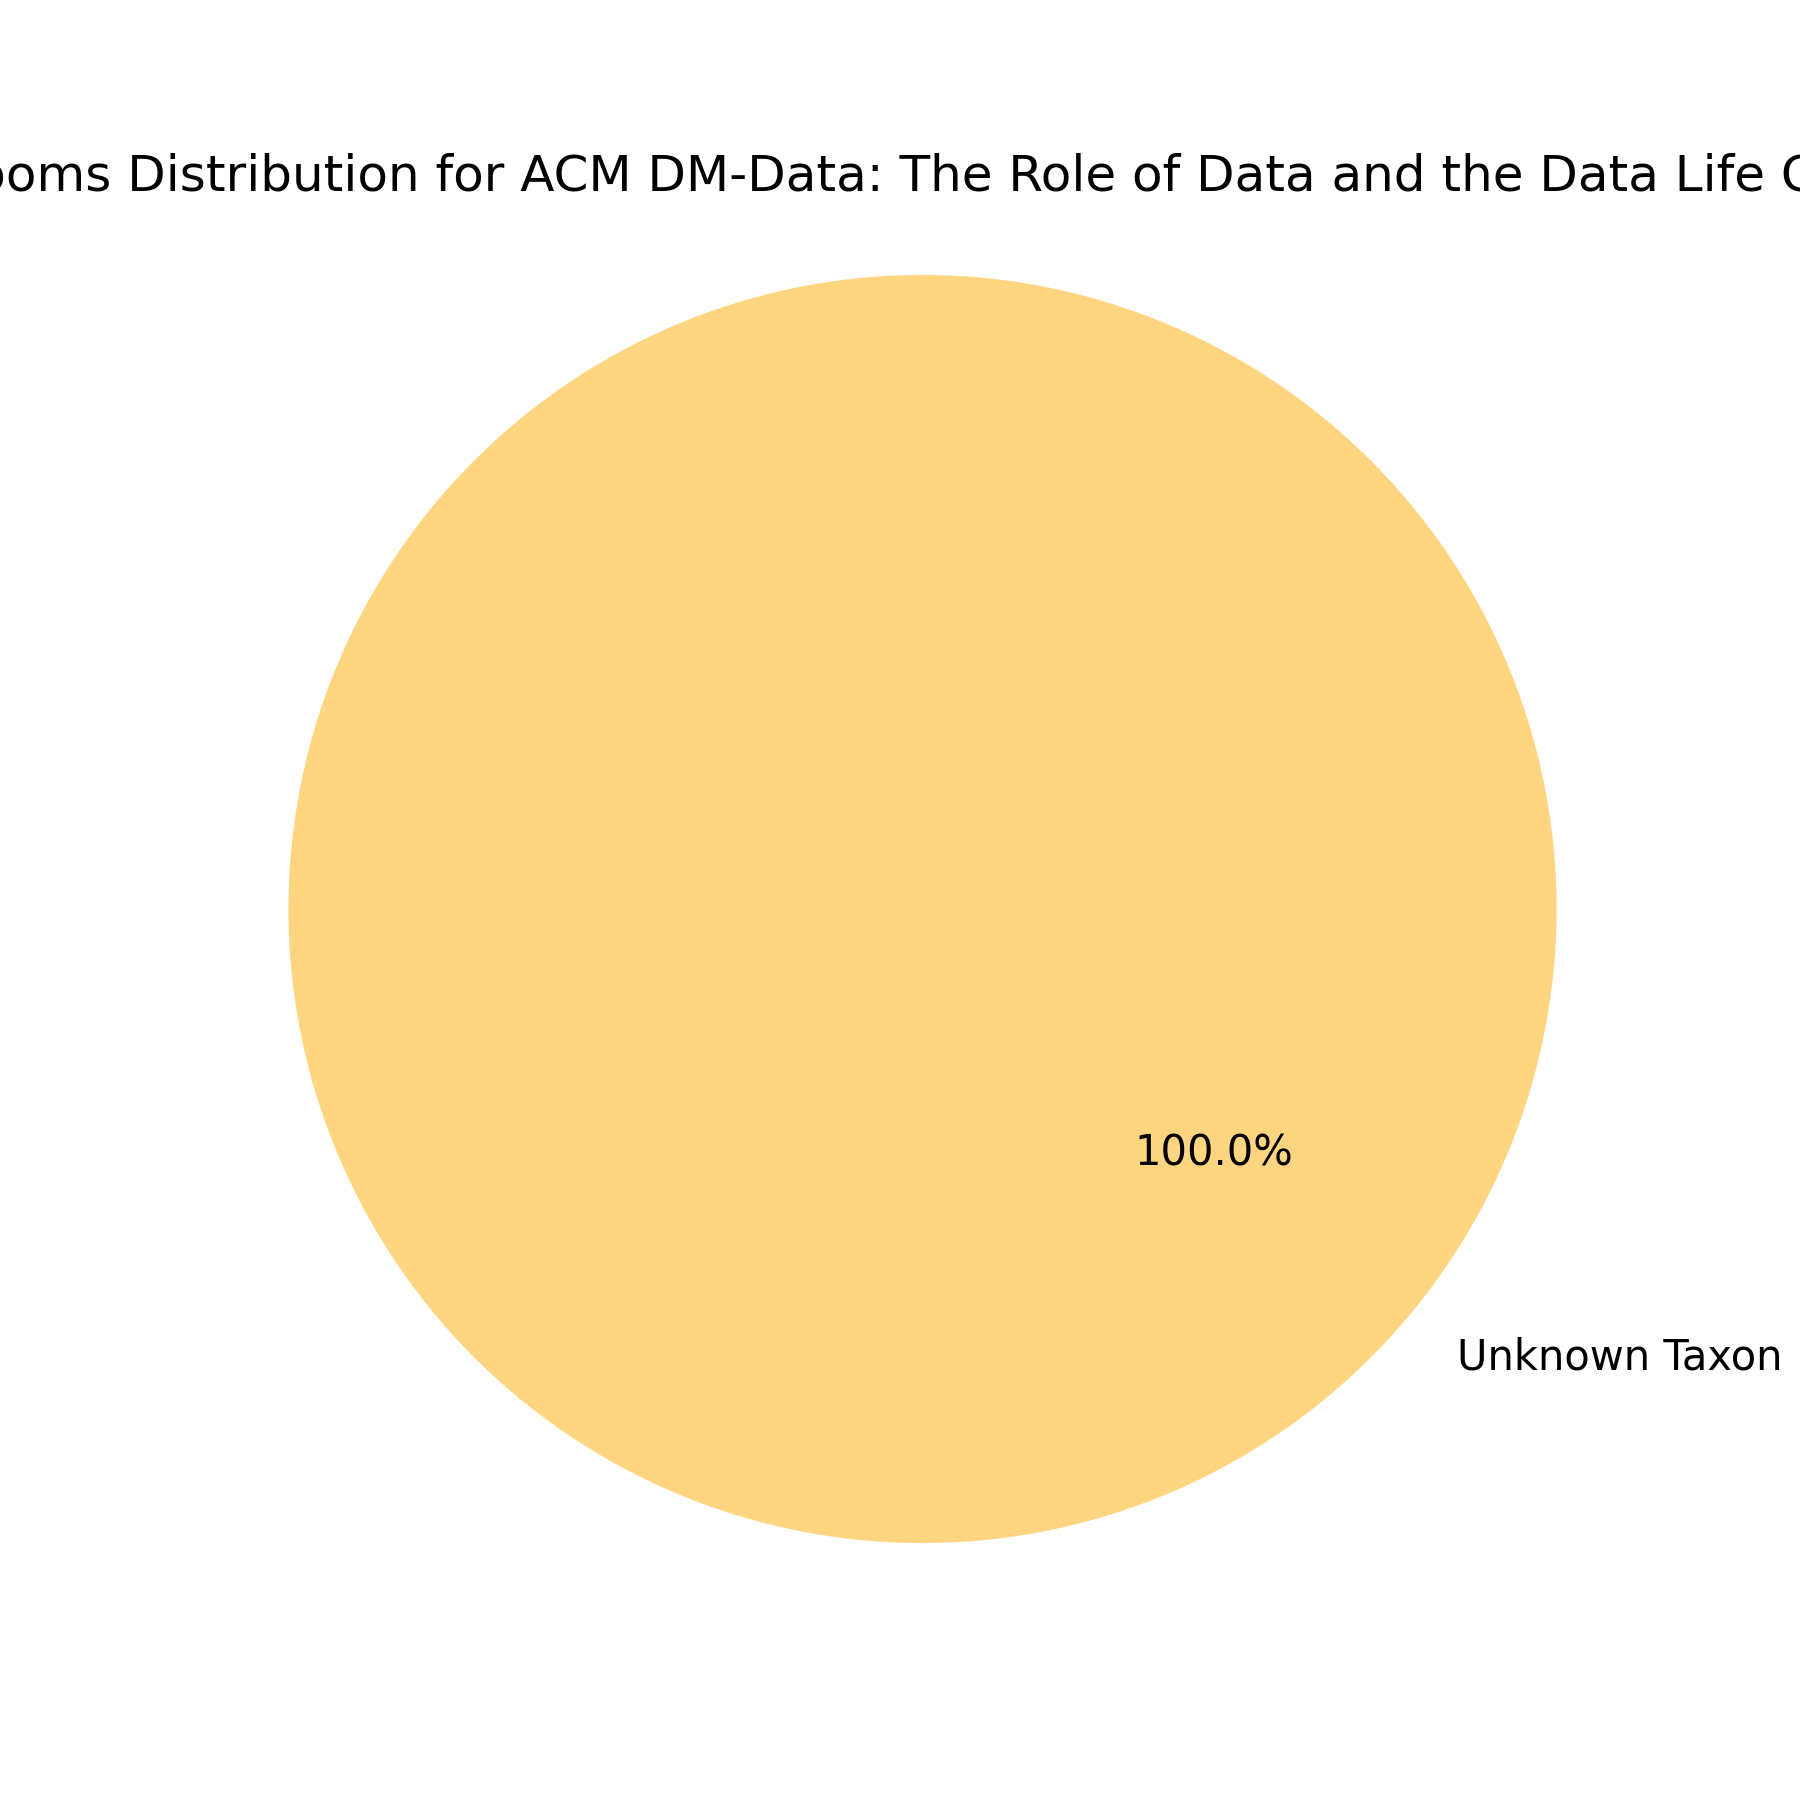 ooms Distribution for ACM DM-Data: The Role of Data and the Data Life
100.0%
Unknown Taxon